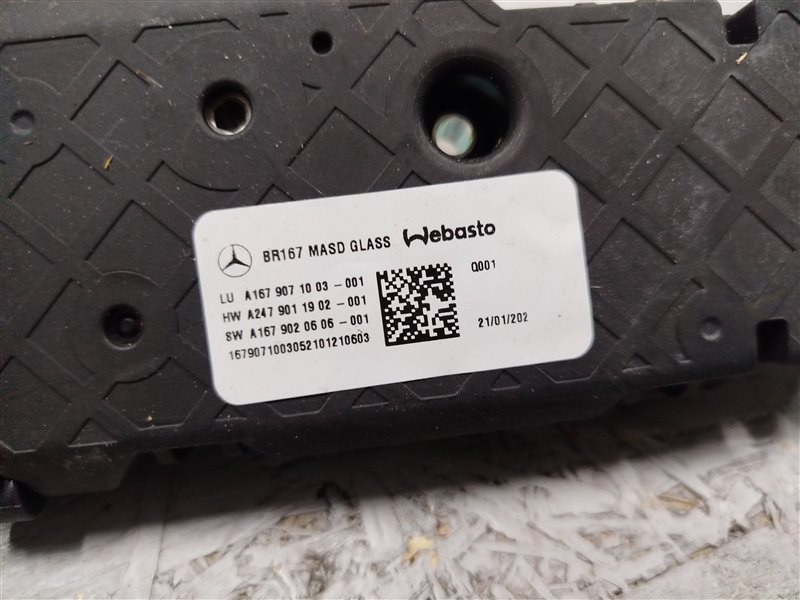 BR167 MASD GLASS Webasto
LU A167 907 10 03-001
HW A247 901 19 02-001
SW A167 902 06 06-001
1679071003052101210603
Q001
21/01/202